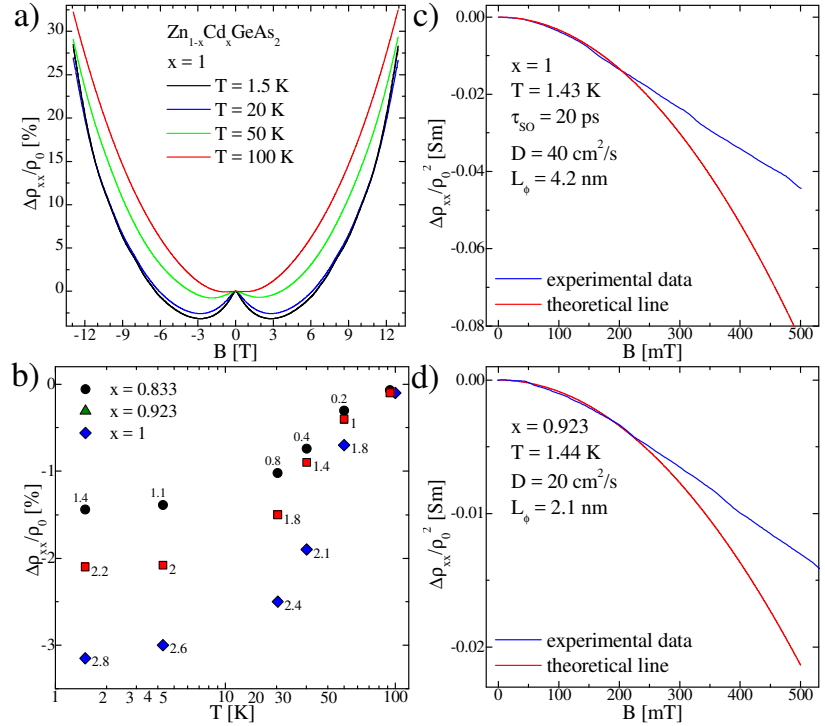 a)
Zn1-xCdxGeAs2
x = 1
T = 1.5 K
T = 20 K
T = 50 K
T = 100 K
30
25
20
15
10
5
0
Δρxx/ρ0 [%]
-12 -9 -6 -3 0 3 6 9 12
B [T]
b)
x = 0.833
x = 0.923
x = 1
0
-1
-2
-3
Δρxx/ρ0 [%]
0.2
1
0.4
1.8
0.8
1.4
1.4
1.1
1.8
2.1
2.2
2
2.4
2.8
2.6
1 2 3 4 5 10 20 30 50 100
T [K]
c)
0.00
-0.02
-0.04
-0.06
-0.08
Δρxx/ρ0² [Sm]
x = 1
T = 1.43 K
τSO = 20 ps
D = 40 cm²/s
Lϕ = 4.2 nm
experimental data
theoretical line
0 100 200 300 400 500
B [mT]
d)
0.00
-0.01
-0.02
Δρxx/ρ0² [Sm]
x = 0.923
T = 1.44 K
D = 20 cm²/s
Lϕ = 2.1 nm
experimental data
theoretical line
0 100 200 300 400 500
B [mT]